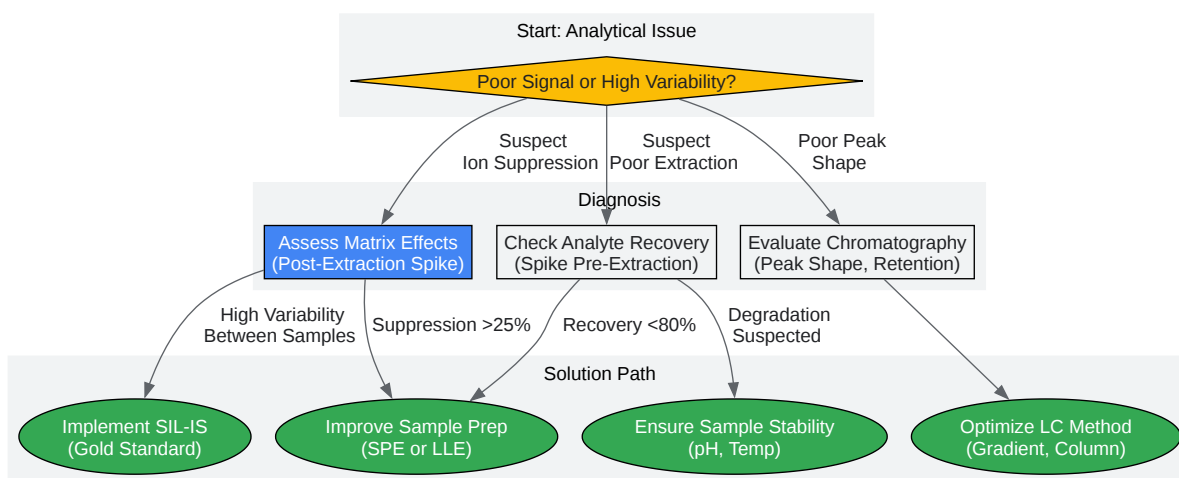 Start: Analytical Issue
Poor Signal or High Variability?
Suspect
Ion Suppression
Suspect
Poor Extraction
Poor Peak
Shape
Diagnosis
Assess Matrix Effects
(Post-Extraction Spike)
Check Analyte Recovery
(Spike Pre-Extraction)
Evaluate Chromatography
(Peak Shape, Retention)
High Variability
Between Samples
Suppression >25%
Recovery <80%
Degradation
Suspected
Solution Path
Implement SIL-IS
(Gold Standard)
Improve Sample Prep
(SPE or LLE)
Ensure Sample Stability
(pH, Temp)
Optimize LC Method
(Gradient, Column)